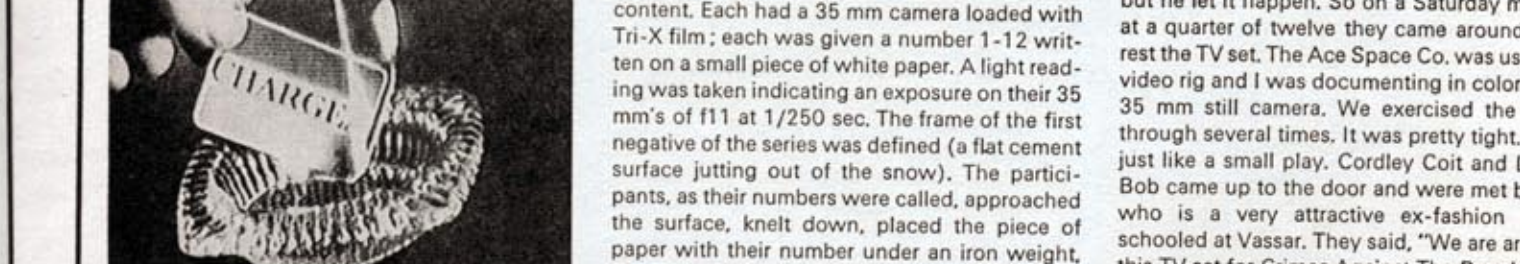 CHARGE
content. Each had a 35 mm camera loaded with
Tri-X film; each was given a number 1-12 writ-
ten on a small piece of white paper. A light read-
ing was taken indicating an exposure on their 35
mm's of f11 at 1/250 sec. The frame of the first
negative of the series was defined (a flat cement
surface jutting out of the snow). The partici-
pants, as their numbers were called, approached
the surface, knelt down, placed the piece of
paper with their number under an iron weight,
but he let it happen. So on a Saturday
at a quarter of twelve they came around
rest the TV set. The Ace Space Co. was
video rig and I was documenting in color
35 mm still camera. We exercised the
through several times. It was pretty tight.
just like a small play. Cordley Coit and
Bob came up to the door and were met
who is a very attractive ex-fashion
schooled at Vassar. They said, "We are
this TV set for Crimes Against The